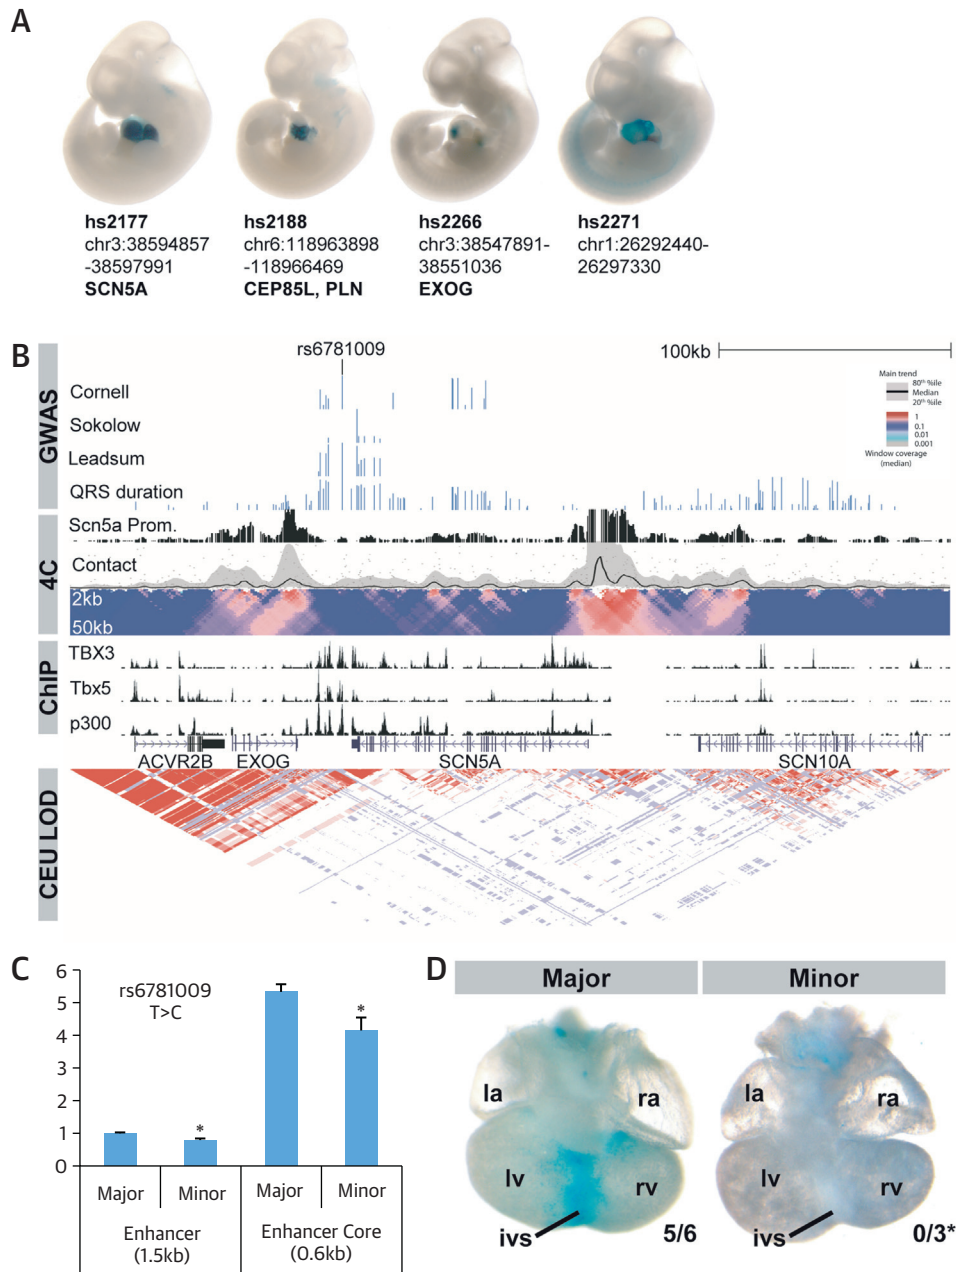 A
hs2177
chr3:38594857
-38597991
SCN5A
hs2188
chr6:118963898
-118966469
CEP85L, PLN
hs2266
chr3:38547891-
38551036
EXOG
hs2271
chr1:26292440-
26297330
B
rs6781009
100kb
GWAS
Cornell
Sokolow
Leadsum
QRS duration
Main trend
80th %ile
Median
20th %ile
1
0.1
0.01
0.001
Window coverage
(median)
4C
Scn5a Prom.
Contact
2kb
50kb
ChIP
TBX3
Tbx5
p300
ACVR2B EXOG SCN5A SCN10A
CEU LOD
C
6
5
4
3
2
1
0
rs6781009
T>C
*
*
Major Minor Major Minor
Enhancer
(1.5kb)
Enhancer Core
(0.6kb)
D
Major
la
ra
lv
rv
ivs
5/6
Minor
la
ra
lv
rv
ivs
0/3*